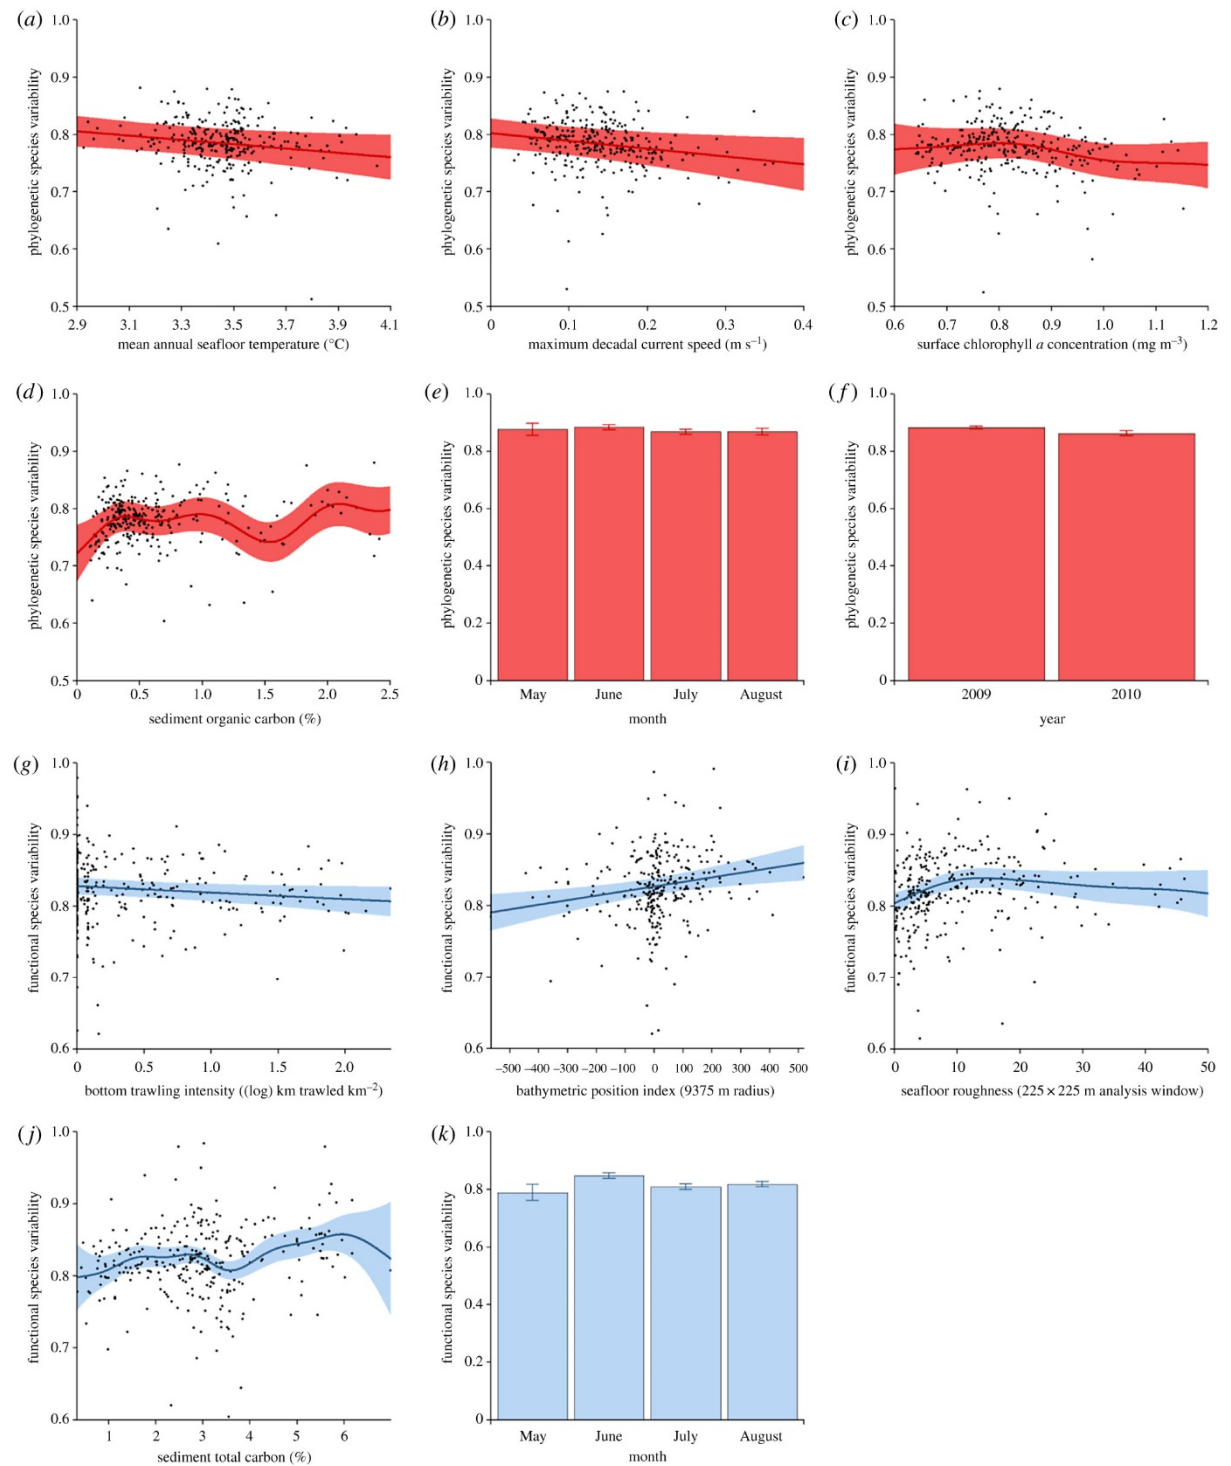 (a)
1.0
0.9
0.8
0.7
0.6
0.5
phylogenetic species variability
2.9 3.1 3.3 3.5 3.7 3.9 4.1
mean annual seafloor temperature (°C)
(b)
1.0
0.9
0.8
0.7
0.6
0.5
phylogenetic species variability
0 0.1 0.2 0.3 0.4
maximum decadal current speed (m s⁻¹)
(c)
1.0
0.9
0.8
0.7
0.6
0.5
phylogenetic species variability
0.6 0.7 0.8 0.9 1.0 1.1 1.2
surface chlorophyll a concentration (mg m⁻³)
(d)
1.0
0.9
0.8
0.7
0.6
0.5
phylogenetic species variability
0 0.5 1.0 1.5 2.0 2.5
sediment organic carbon (%)
(e)
1.0
0.8
0.6
0.4
0.2
0
phylogenetic species variability
May June July August
month
(f)
1.0
0.8
0.6
0.4
0.2
0
phylogenetic species variability
2009 2010
year
(g)
1.0
0.9
0.8
0.7
0.6
functional species variability
0 0.5 1.0 1.5 2.0
bottom trawling intensity ((log) km trawled km⁻²)
(h)
1.0
0.9
0.8
0.7
0.6
functional species variability
−500 −400 −300 −200 −100 0 100 200 300 400 500
bathymetric position index (9375 m radius)
(i)
1.0
0.9
0.8
0.7
0.6
functional species variability
0 10 20 30 40 50
seafloor roughness (225 × 225 m analysis window)
(j)
1.0
0.9
0.8
0.7
0.6
functional species variability
1 2 3 4 5 6
sediment total carbon (%)
(k)
1.0
0.8
0.6
0.4
0.2
0
functional species variability
May June July August
month